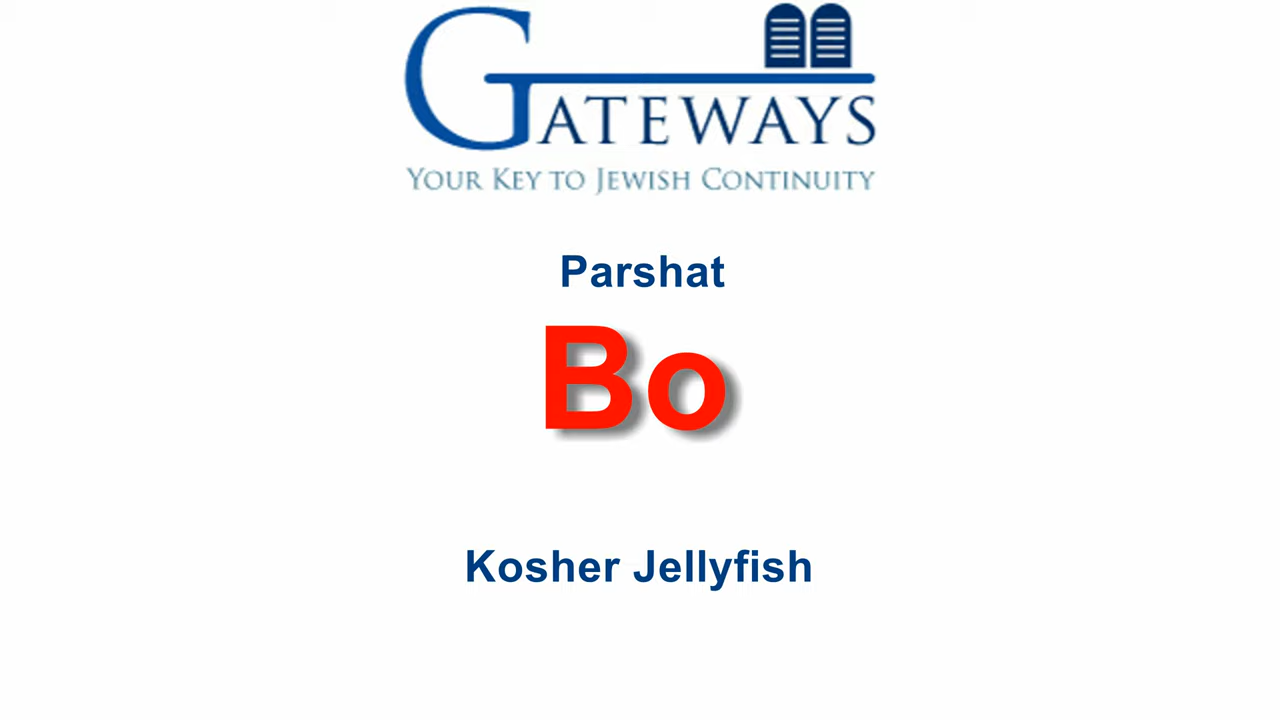 GATEWAYS
YOUR KEY TO JEWISH CONTINUITY
Parshat
Bo
Kosher Jellyfish